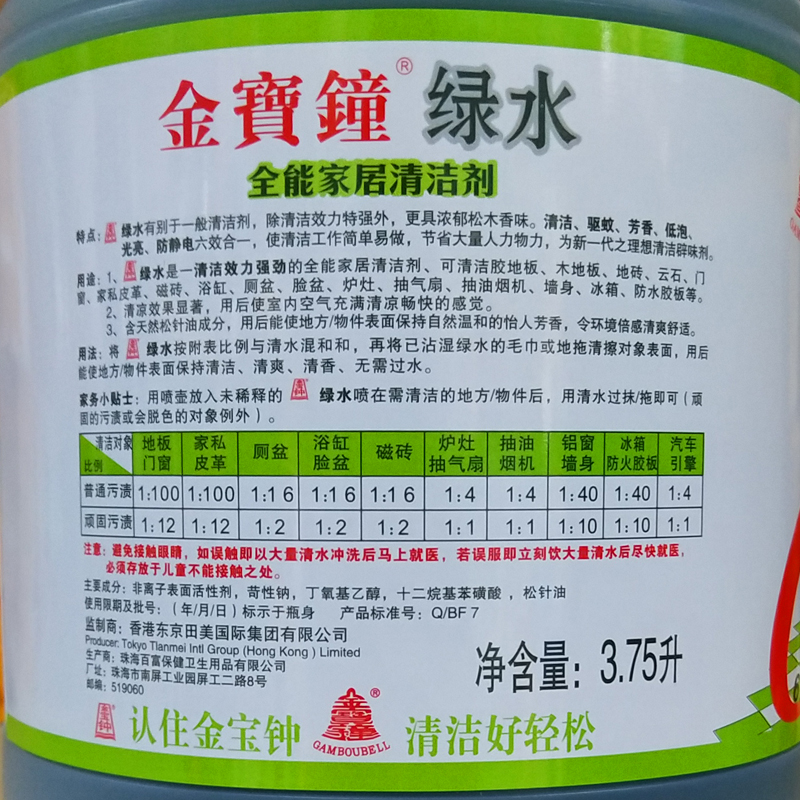 金寶鐘® 绿水
全能家居清洁剂
特点: 绿水有别于一般清洁剂，除清洁效力特强外，更具浓郁松木香味。清洁、驱蚊、芳香、低泡、
光亮、防静电六效合一，使清洁工作简单易做，节省大量人力物力，为新一代之理想清洁辟味剂。
用途: 1、绿水是一清洁效力强劲的全能家居清洁剂、可清洁胶地板、木地板、地砖、云石、门
窗、家私皮革、磁砖、浴缸、厕盆、脸盆、炉灶、抽气扇、抽油烟机、墙身、冰箱、防水胶板等。
2、清凉效果显著，用后使室内空气充满清凉畅快的感觉。
3、含天然松针油成分，用后能使地方/物件表面保持自然温和的怡人芳香，令环境倍感清爽舒适。
用法: 将 绿水按附表比例与清水混和和，再将已沾湿绿水的毛巾或地拖清擦对象表面，用后
能使地方/物件表面保持清洁、清爽、清香、无需过水。
家务小贴士: 用喷壶放入未稀释的 绿水喷在需清洁的地方/物件后，用清水过抹/拖即可（顽
固的污渍或会脱色的对象例外）。
清洁对象 地板 家私 厕盆 浴缸 磁砖 炉灶 抽油 铝窗 冰箱 汽车
比例 门窗 皮革 脸盆 抽气扇 烟机 墙身 防火胶板 引擎
普通污渍 1:100 1:100 1:16 1:16 1:16 1:4 1:4 1:40 1:40 1:4
顽固污渍 1:12 1:12 1:2 1:2 1:2 1:1 1:1 1:10 1:10 1:1
注意: 避免接触眼睛，如误触即以大量清水冲洗后马上就医，若误服即立刻饮大量清水后尽快就医，
必须存放于儿童不能接触之处。
主要成分: 非离子表面活性剂，苛性钠，丁氧基乙醇，十二烷基苯磺酸，松针油
使用限期及批号:（年/月/日）标示于瓶身 产品标准号: Q/BF 7
监制商: 香港东京田美国际集团有限公司
Producer: Tokyo Tianmei Intl Group (Hong Kong) Limited
生产商: 珠海百富保健卫生用品有限公司
厂址: 珠海市南屏工业园屏工二路8号
邮编: 519060
净含量: 3.75升
认住金宝钟 GAMBOUBELL® 清洁好轻松